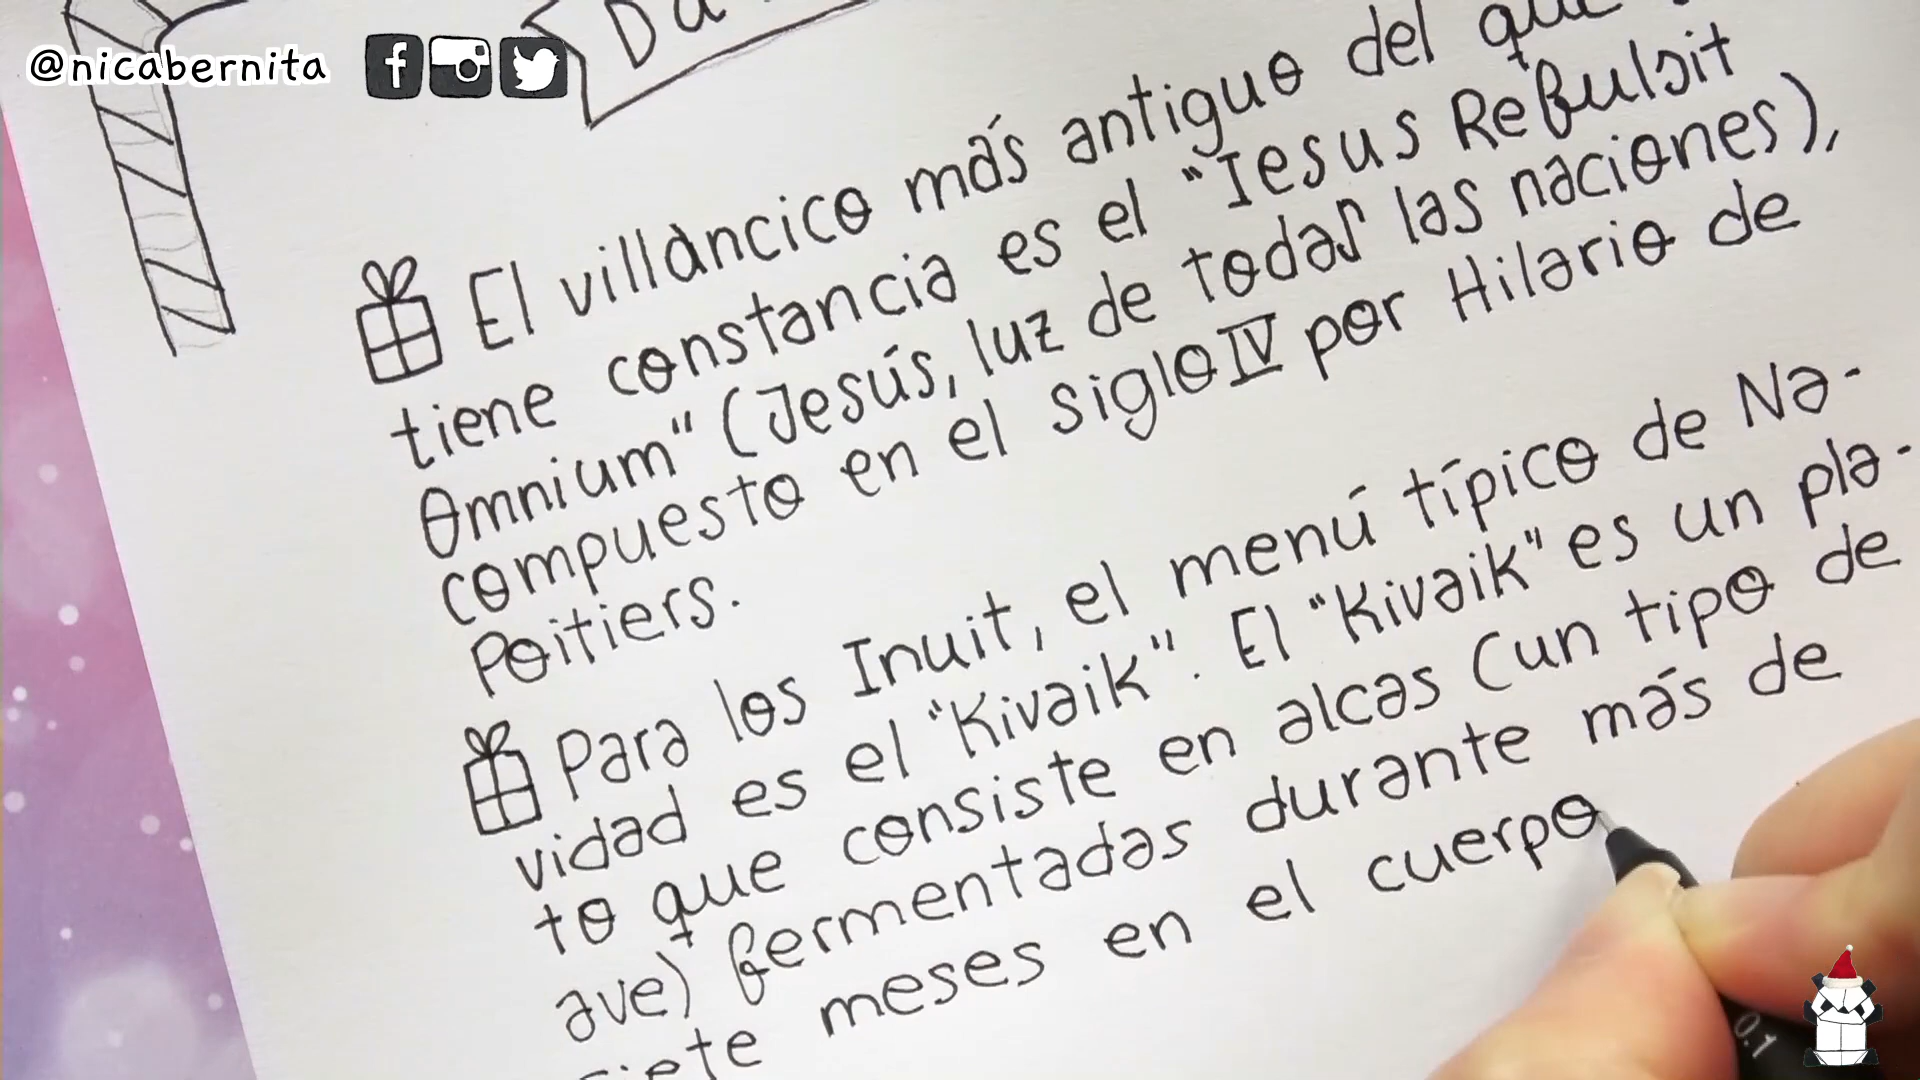 @nicabernita
El villancico más antiguo del que
tiene constancia es el "Iesus Refulsit
Omnium" (Jesús, luz de todas las naciones),
compuesto en el siglo IV por Hilario de
Poitiers.
Para los Inuit, el menú típico de Na-
vidad es el "Kivaik". El "Kivaik" es un pla-
to que consiste en alcas (un tipo de
ave) fermentadas durante más de
siete meses en el cuerpo
0.1